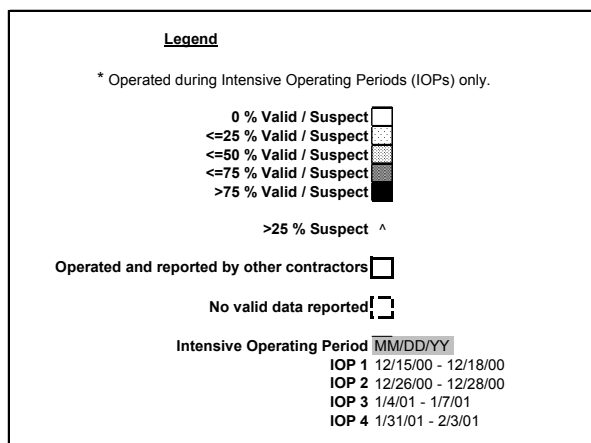 Legend
* Operated during Intensive Operating Periods (IOPs) only.
0 % Valid / Suspect
<=25 % Valid / Suspect
<=50 % Valid / Suspect
<=75 % Valid / Suspect
>75 % Valid / Suspect
>25 % Suspect ^
Operated and reported by other contractors
No valid data reported
Intensive Operating Period MM/DD/YY
IOP 1 12/15/00 - 12/18/00
IOP 2 12/26/00 - 12/28/00
IOP 3 1/4/01 - 1/7/01
IOP 4 1/31/01 - 2/3/01